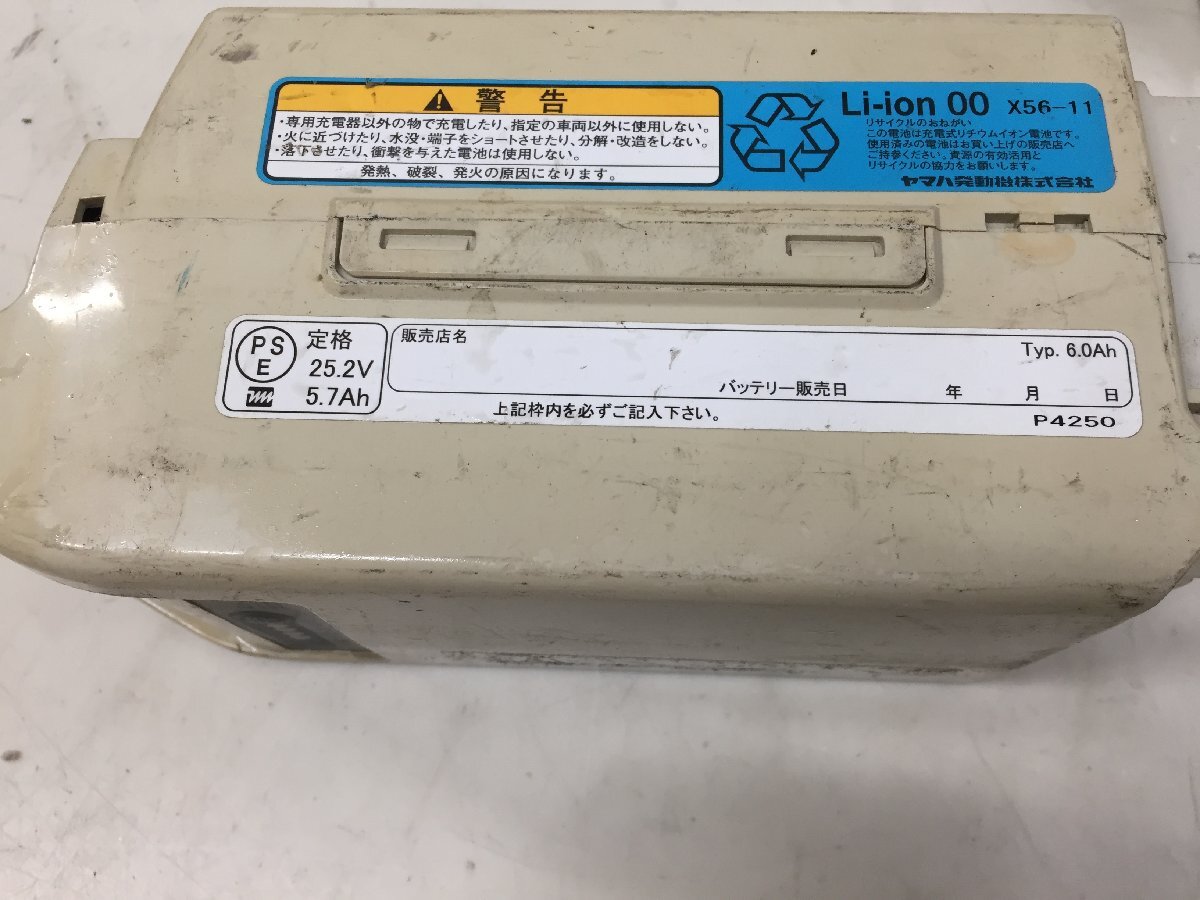 警告
・専用充電器以外の物で充電したり、指定の車両以外に使用しない。
・火に近づけたり、水没・端子をショートさせたり、分解・改造をしない。
・落下させたり、衝撃を与えた電池は使用しない。
発熱、破裂、発火の原因になります。
Li-ion 00 X56-11
リサイクルのおねがい
この電池は充電式リチウムイオン電池です。
使用済みの電池はお買い上げの販売店へ
ご持参ください。資源の有効活用と
リサイクルの協力をお願いします。
ヤマハ発動機株式会社
PS
E
定格
25.2V
5.7Ah
販売店名
Typ. 6.0Ah
バッテリー販売日 年 月 日
上記枠内を必ずご記入下さい。
P4250